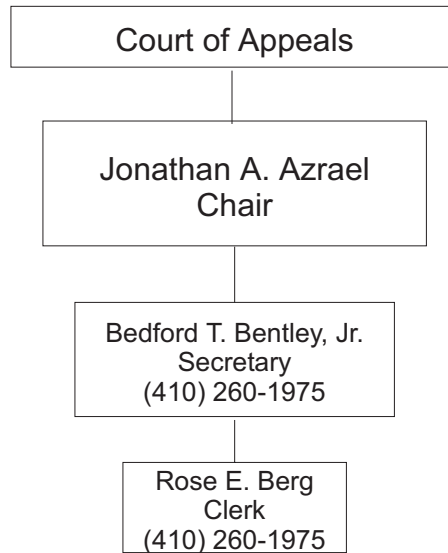 Court of Appeals
Jonathan A. Azrael
Chair
Bedford T. Bentley, Jr.
Secretary
(410) 260-1975
Rose E. Berg
Clerk
(410) 260-1975